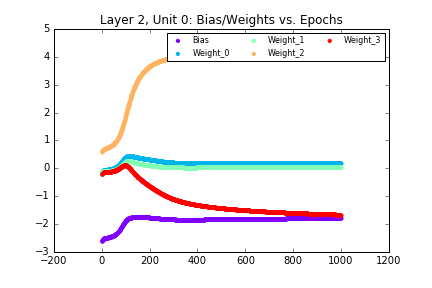 Layer 2, Unit 0: Bias/Weights vs. Epochs
5
4
3
2
1
0
−1
−2
−3
Bias Weight_1 Weight_3
Weight_0 Weight_2
−200 0 200 400 600 800 1000 1200